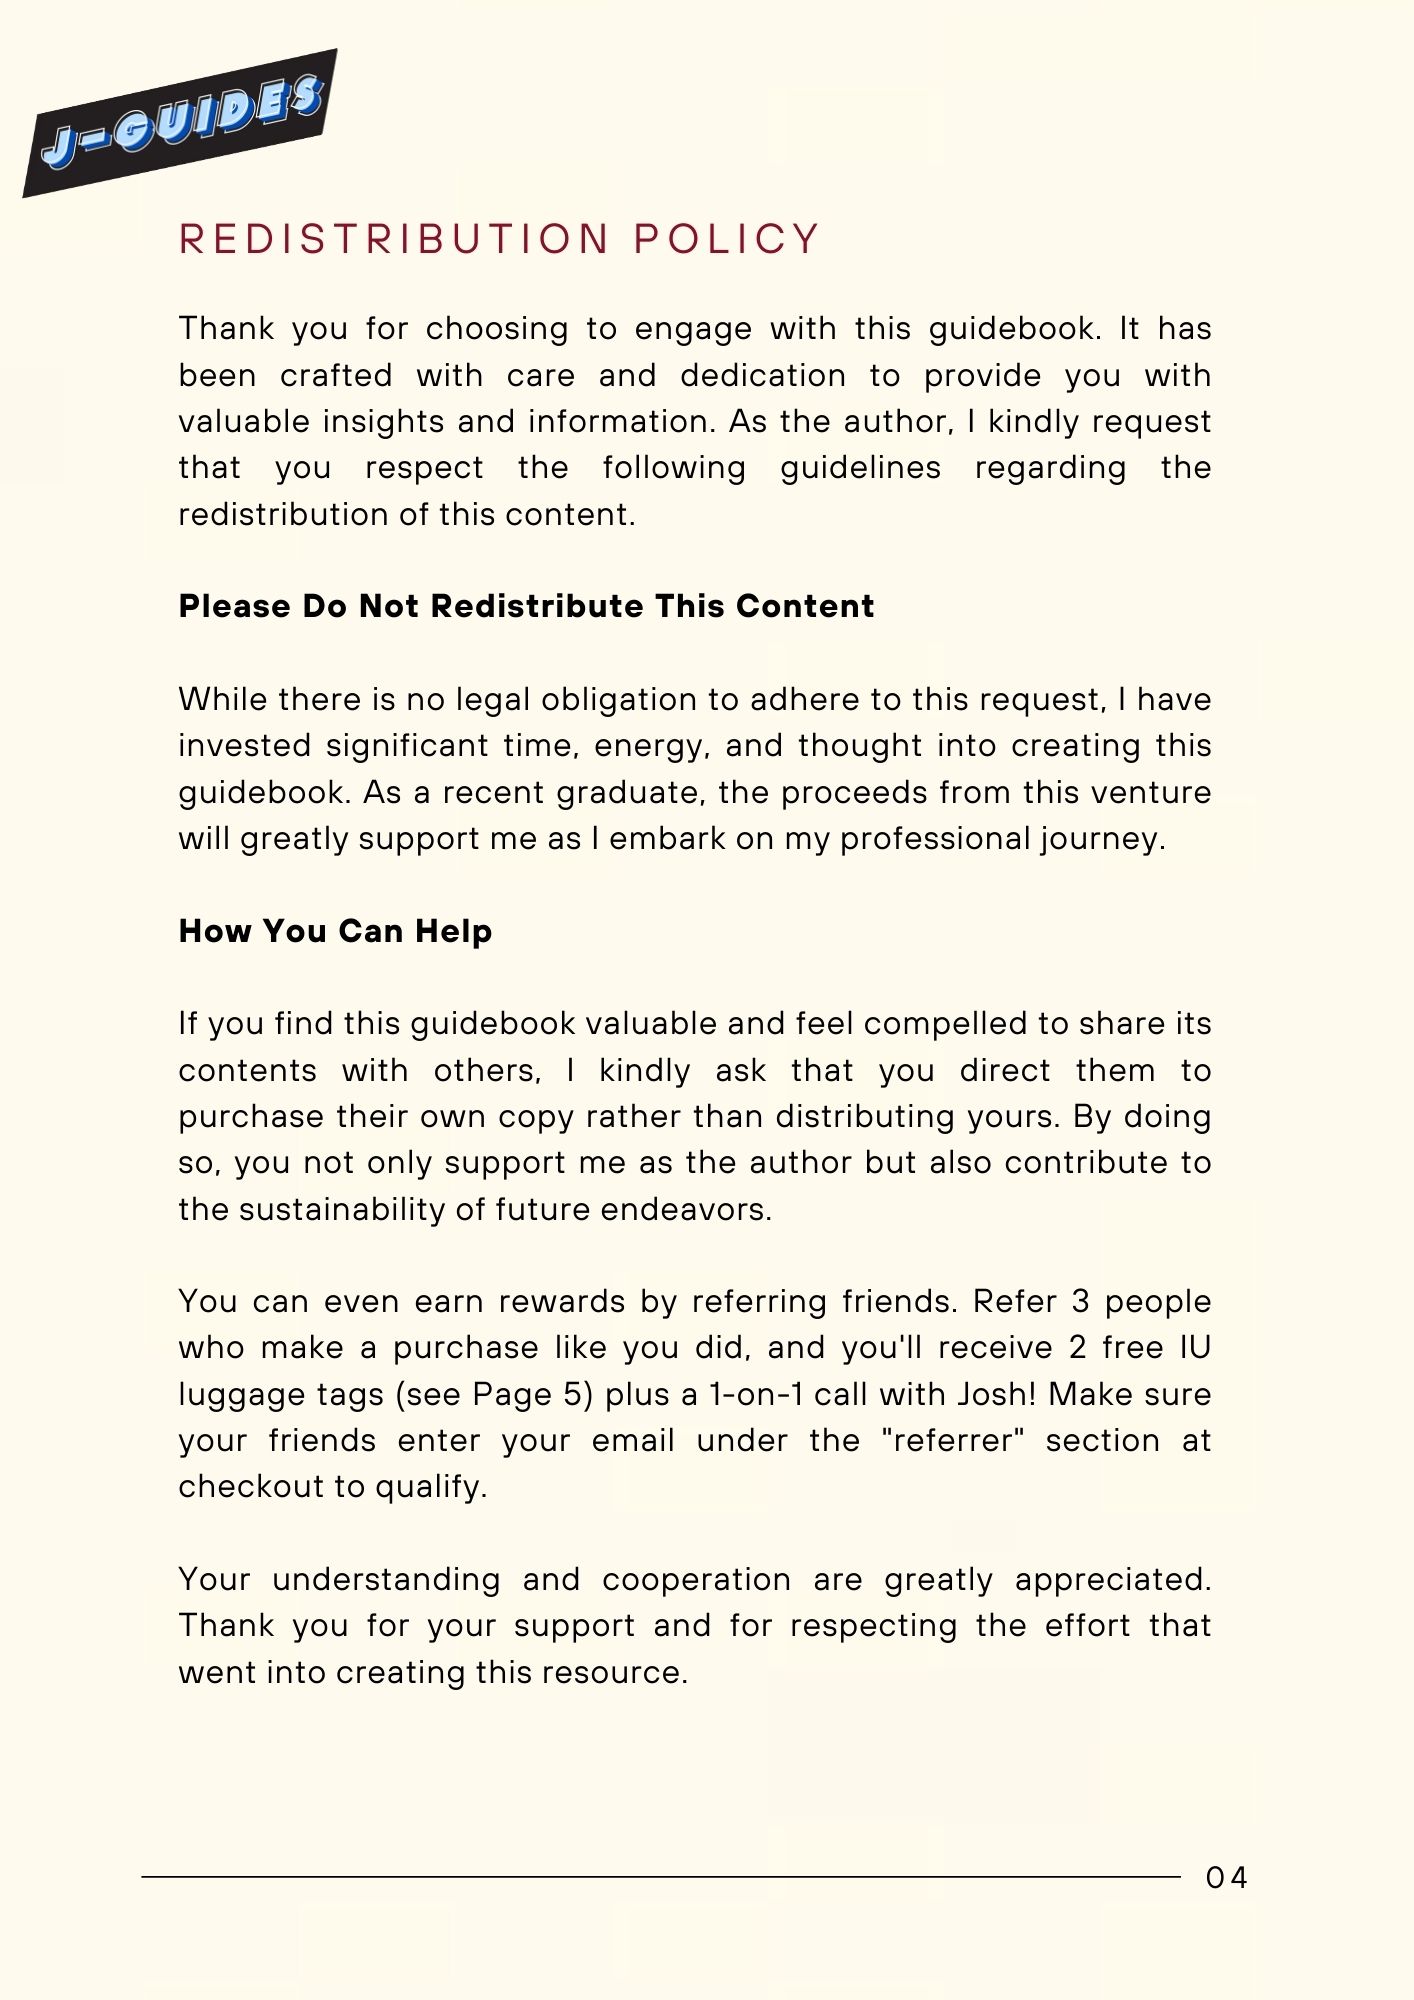 J-GUIDES
REDISTRIBUTION POLICY
Thank you for choosing to engage with this guidebook. It has
been crafted with care and dedication to provide you with
valuable insights and information. As the author, I kindly request
that you respect the following guidelines regarding the
redistribution of this content.
Please Do Not Redistribute This Content
While there is no legal obligation to adhere to this request, I have
invested significant time, energy, and thought into creating this
guidebook. As a recent graduate, the proceeds from this venture
will greatly support me as I embark on my professional journey.
How You Can Help
If you find this guidebook valuable and feel compelled to share its
contents with others, I kindly ask that you direct them to
purchase their own copy rather than distributing yours. By doing
so, you not only support me as the author but also contribute to
the sustainability of future endeavors.
You can even earn rewards by referring friends. Refer 3 people
who make a purchase like you did, and you'll receive 2 free IU
luggage tags (see Page 5) plus a 1-on-1 call with Josh! Make sure
your friends enter your email under the "referrer" section at
checkout to qualify.
Your understanding and cooperation are greatly appreciated.
Thank you for your support and for respecting the effort that
went into creating this resource.
04